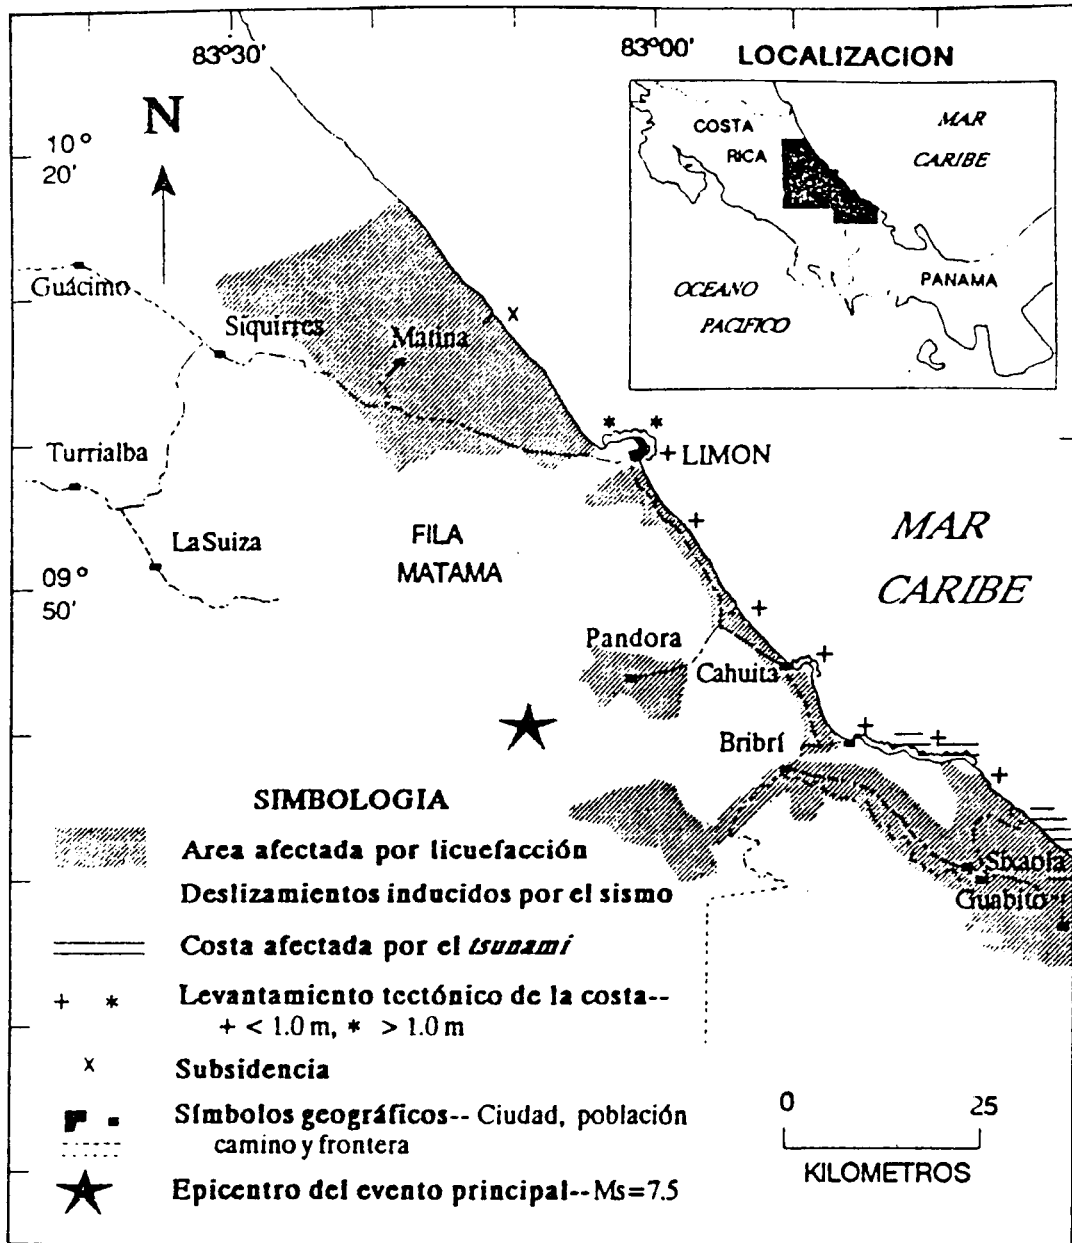 83°30'
83°00'
LOCALIZACION
N
10°
20'
COSTA
RICA
MAR
CARIBE
OCEANO
PACIFICO
PANAMA
Guácimo
Siquirres
Matina
Turrialba
LIMON
La Suiza
FILA
MATAMA
MAR
CARIBE
09°
50'
Pandora
Cahuita
Bribrí
Sixaola
Guabito
SIMBOLOGIA
Area afectada por licuefacción
Deslizamientos inducidos por el sismo
Costa afectada por el tsunami
+ * Levantamiento tectónico de la costa--
+ < 1.0 m, * > 1.0 m
x Subsidencia
Símbolos geográficos-- Ciudad, población
camino y frontera
Epicentro del evento principal-- Ms=7.5
0 25
KILOMETROS